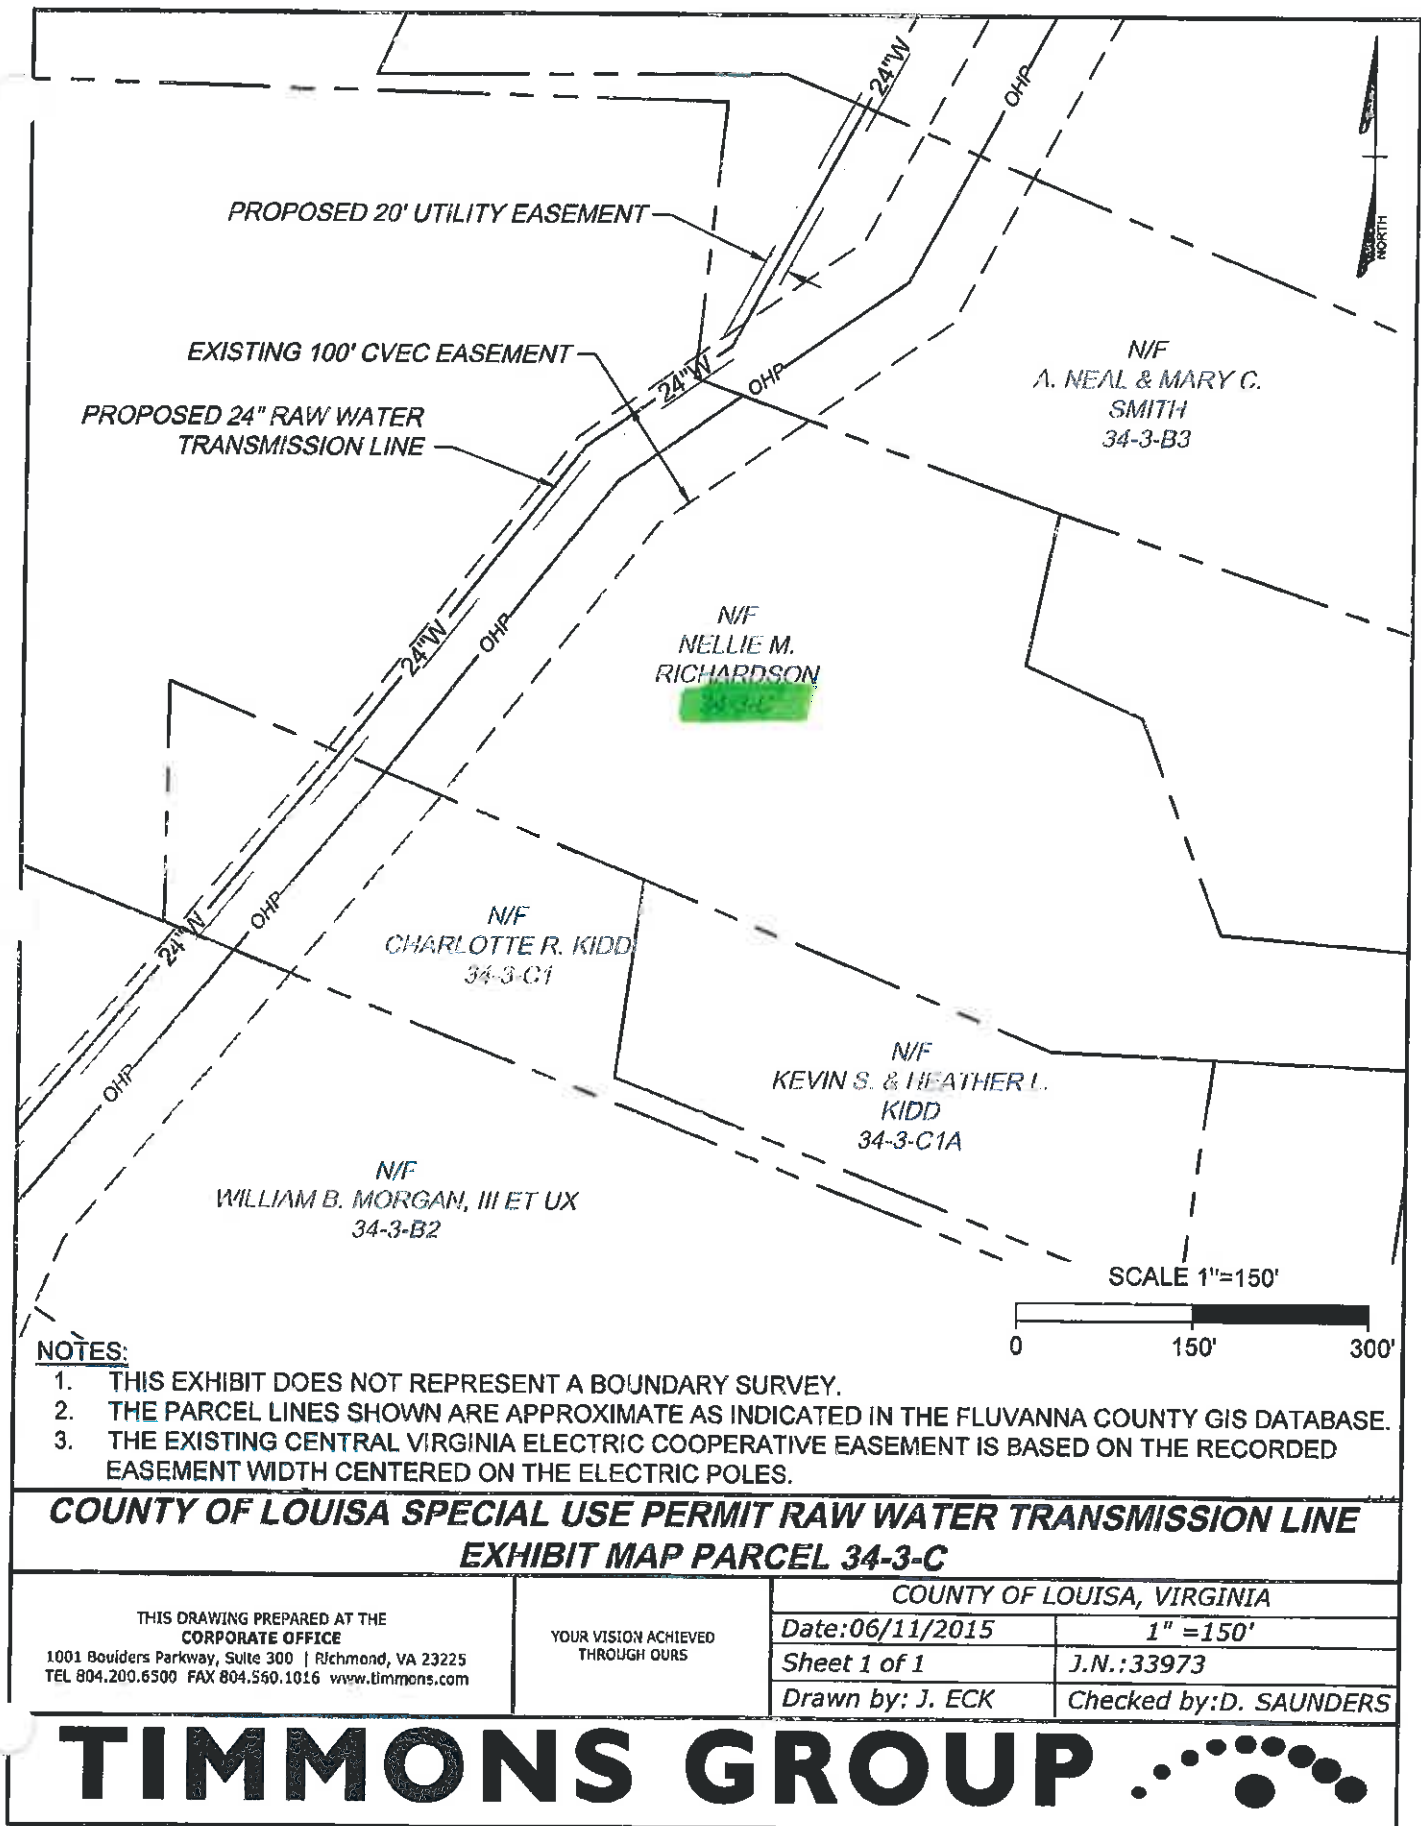 24"W
OHP
PROPOSED 20' UTILITY EASEMENT
NORTH
EXISTING 100' CVEC EASEMENT
24"W
OHP
N/F
A. NEAL & MARY C.
SMITH
34-3-B3
PROPOSED 24" RAW WATER
TRANSMISSION LINE
24"W
OHP
N/F
NELLIE M.
RICHARDSON
34-3-C
24"W
OHP
N/F
CHARLOTTE R. KIDD
34-3-C1
OHP
N/F
KEVIN S. & HEATHER L.
KIDD
34-3-C1A
N/F
WILLIAM B. MORGAN, III ET UX
34-3-B2
SCALE 1"=150'
0 150' 300'
NOTES:
1. THIS EXHIBIT DOES NOT REPRESENT A BOUNDARY SURVEY.
2. THE PARCEL LINES SHOWN ARE APPROXIMATE AS INDICATED IN THE FLUVANNA COUNTY GIS DATABASE.
3. THE EXISTING CENTRAL VIRGINIA ELECTRIC COOPERATIVE EASEMENT IS BASED ON THE RECORDED
EASEMENT WIDTH CENTERED ON THE ELECTRIC POLES.
COUNTY OF LOUISA SPECIAL USE PERMIT RAW WATER TRANSMISSION LINE
EXHIBIT MAP PARCEL 34-3-C
THIS DRAWING PREPARED AT THE
CORPORATE OFFICE
1001 Boulders Parkway, Suite 300 | Richmond, VA 23225
TEL 804.200.6500 FAX 804.560.1016 www.timmons.com
YOUR VISION ACHIEVED
THROUGH OURS
COUNTY OF LOUISA, VIRGINIA
Date:06/11/2015 1" =150'
Sheet 1 of 1 J.N.:33973
Drawn by: J. ECK Checked by:D. SAUNDERS
TIMMONS GROUP